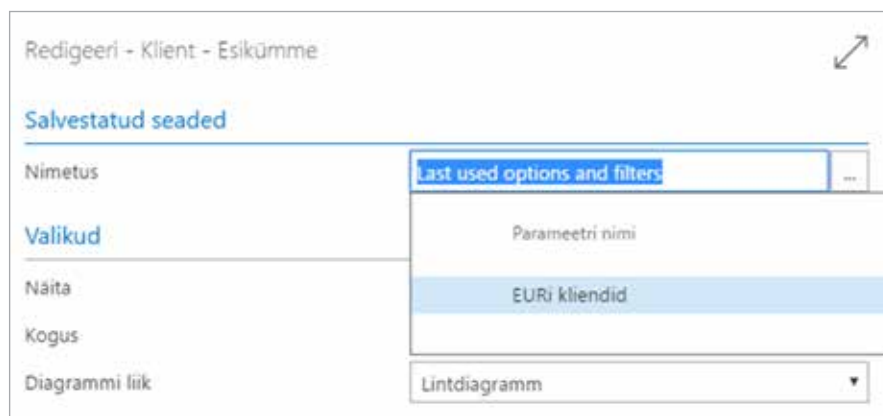 Redigeeri - Klient - Esikümme
Salvestatud seaded
Nimetus
Last used options and filters
...
Parameetri nimi
Valikud
EURi kliendid
Näita
Kogus
Diagrammi liik
Lintdiagramm